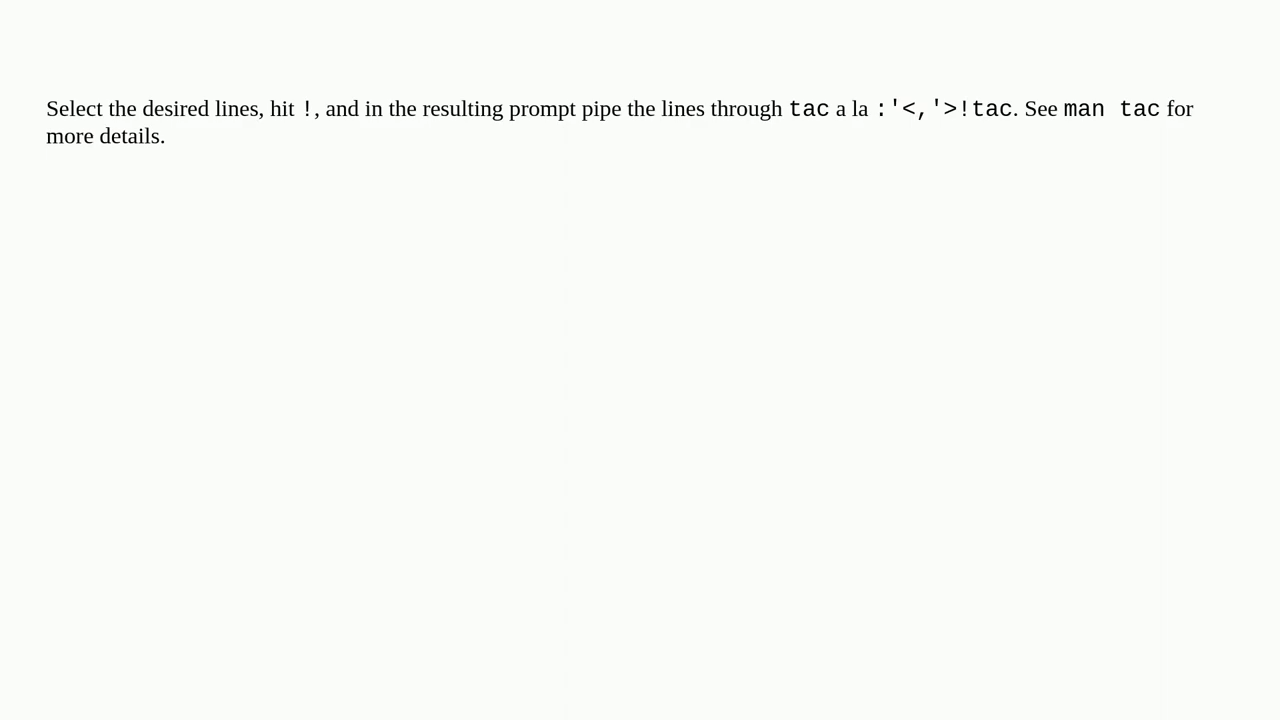 Select the desired lines, hit !, and in the resulting prompt pipe the lines through tac a la :'<,'>!tac. See man tac for
more details.